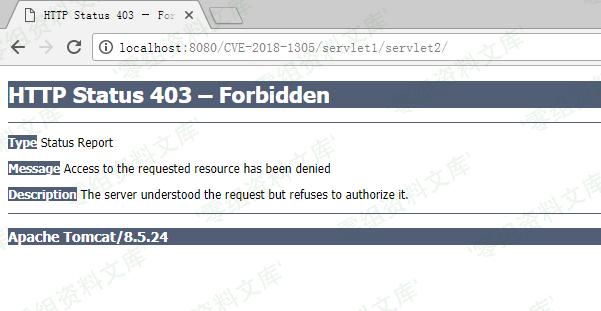 HTTP Status 403 – For
localhost:8080/CVE-2018-1305/servlet1/servlet2/
HTTP Status 403 – Forbidden
Type Status Report
Message Access to the requested resource has been denied
Description The server understood the request but refuses to authorize it.
Apache Tomcat/8.5.24
零组资料文库